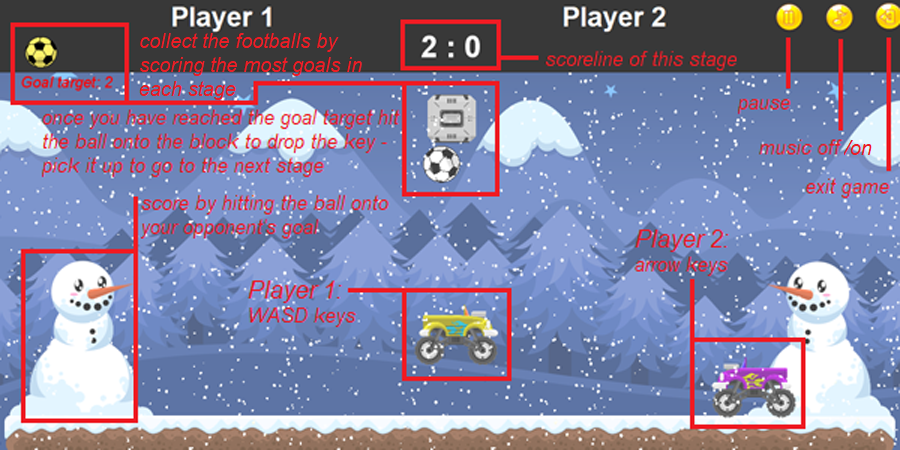 Player 1
Player 2
2 : 0
collect the footballs by
scoring the most goals in
each stage
Goal target: 2
scoreline of this stage
pause
music off /on
exit game
once you have reached the goal target hit
the ball onto the block to drop the key -
pick it up to go to the next stage
score by hitting the ball onto
your opponent's goal
Player 1:
WASD keys
Player 2:
arrow keys